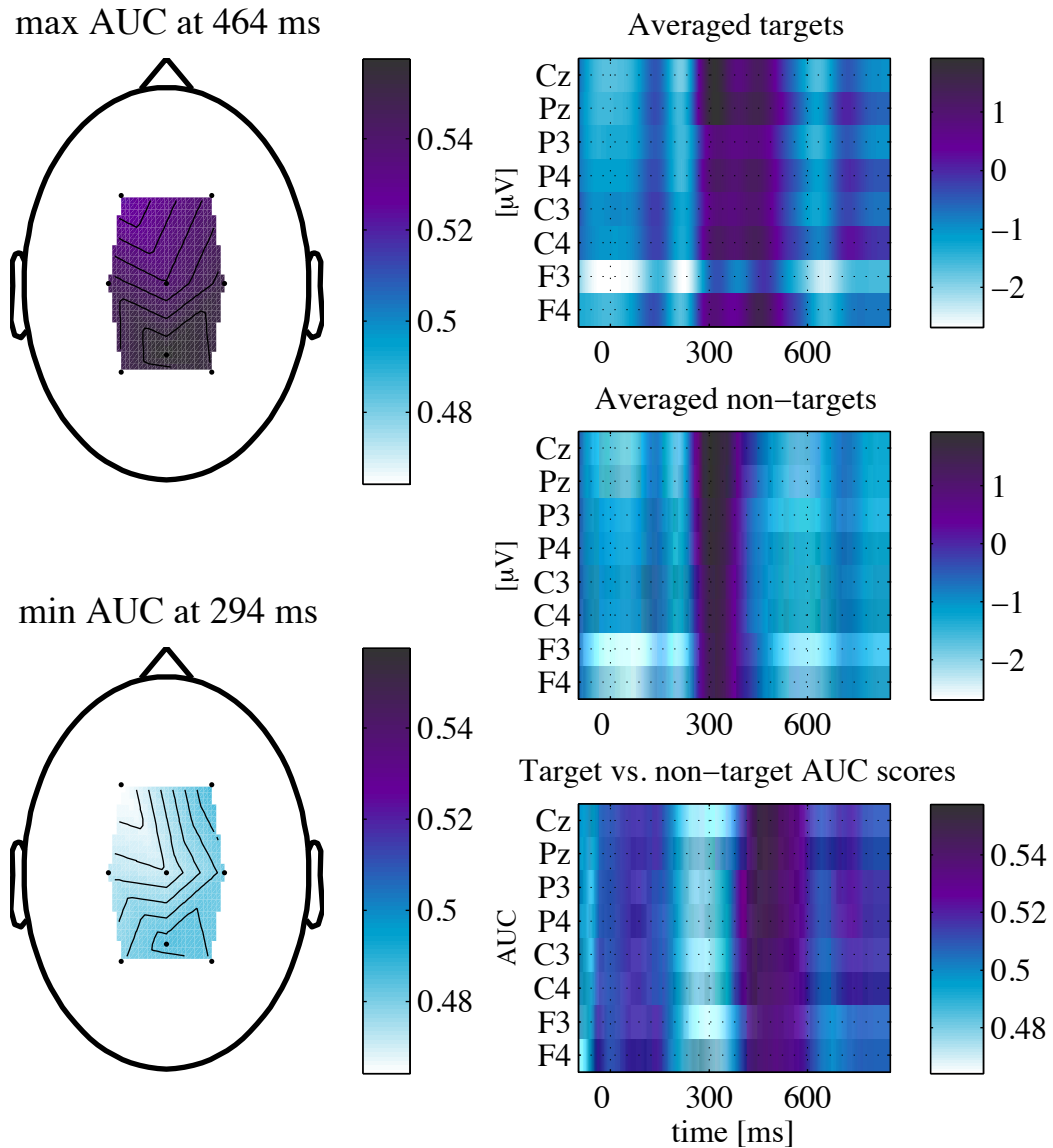 max AUC at 464 ms
0.54
0.52
0.5
0.48
min AUC at 294 ms
0.54
0.52
0.5
0.48
Averaged targets
[µV]
Cz
Pz
P3
P4
C3
C4
F3
F4
0 300 600
1
0
−1
−2
Averaged non−targets
[µV]
Cz
Pz
P3
P4
C3
C4
F3
F4
0 300 600
1
0
−1
−2
Target vs. non−target AUC scores
AUC
Cz
Pz
P3
P4
C3
C4
F3
F4
0 300 600
time [ms]
0.54
0.52
0.5
0.48